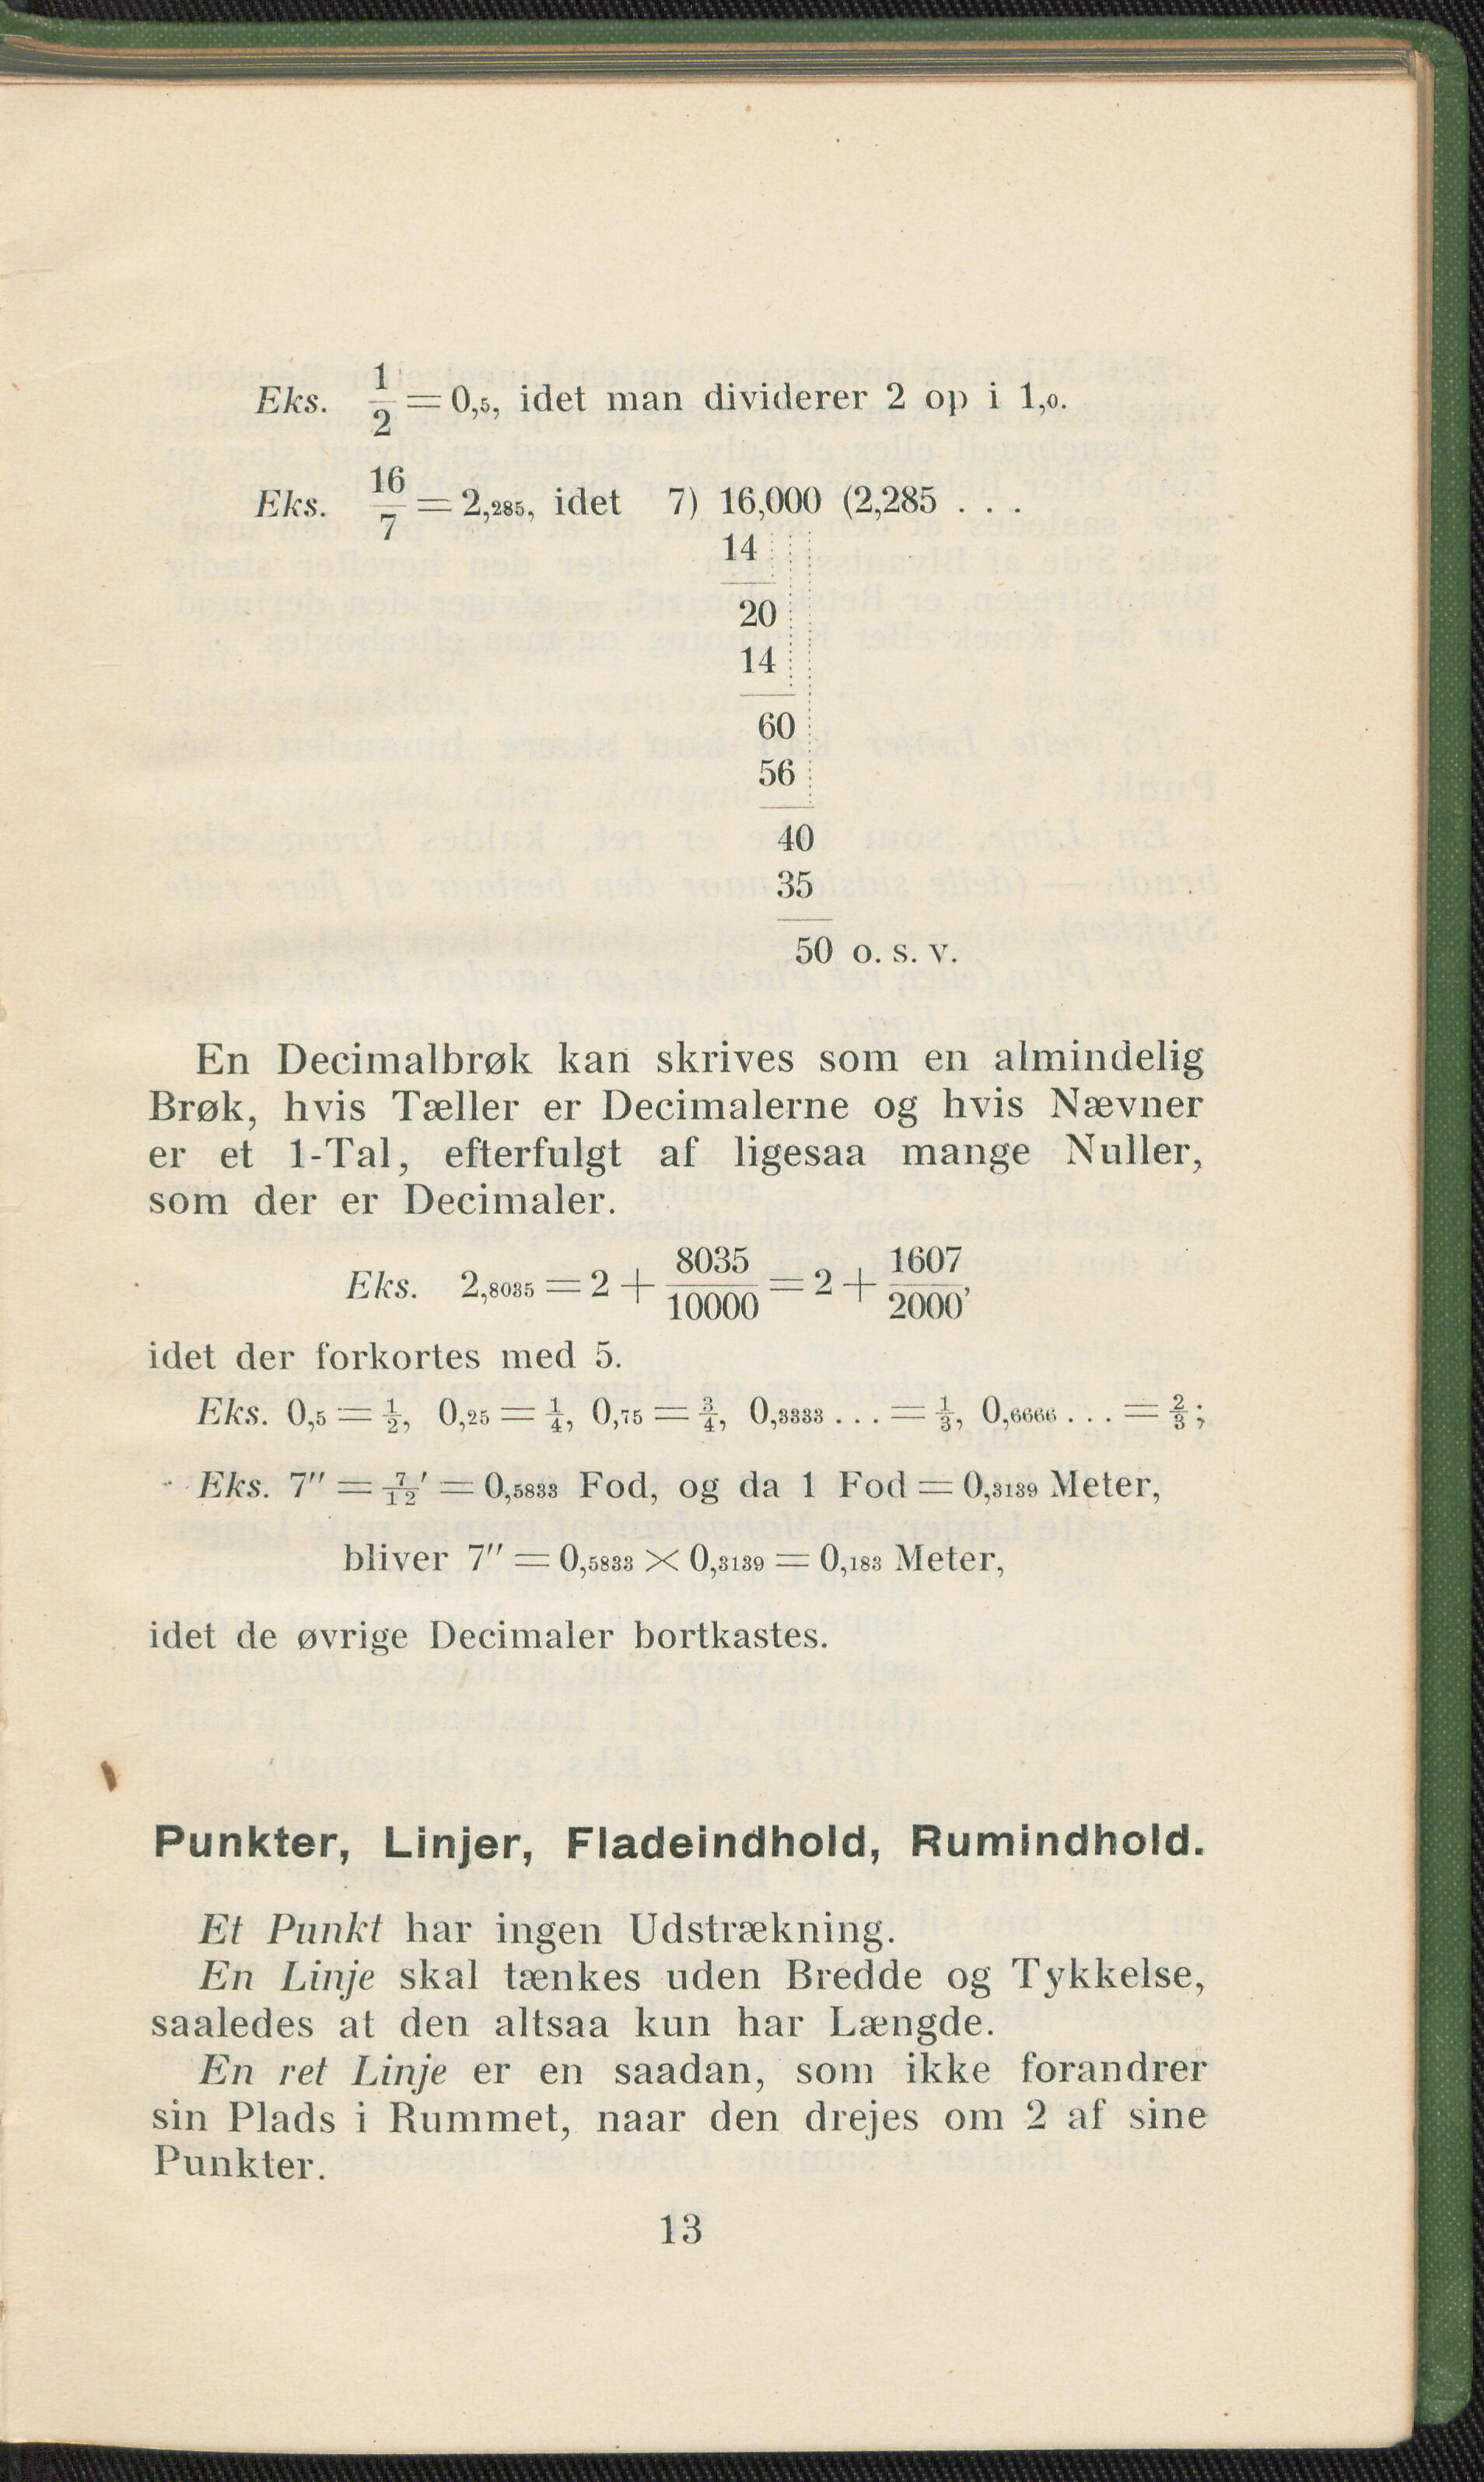 Eks. 1/2 = 0,5, idet man dividerer 2 op i 1,0.
Eks. 16/7 = 2,285, idet 7) 16,000 (2,285 . . .
14
20
14
60
56
40
35
50 o. s. v.
En Decimalbrøk kan skrives som en almindelig
Brøk, hvis Tæller er Decimalerne og hvis Nævner
er et 1-Tal, efterfulgt af ligesaa mange Nuller,
som der er Decimaler.
Eks. 2,8035 = 2 + 8035/10000 = 2 + 1607/2000,
idet der forkortes med 5.
Eks. 0,5 = 1/2, 0,25 = 1/4, 0,75 = 3/4, 0,3333 . . . = 1/3, 0,6666 . . . = 2/3;
Eks. 7″ = 7/12′ = 0,5833 Fod, og da 1 Fod = 0,3139 Meter,
bliver 7″ = 0,5833 × 0,3139 = 0,183 Meter,
idet de øvrige Decimaler bortkastes.
Punkter, Linjer, Fladeindhold, Rumindhold.
Et Punkt har ingen Udstrækning.
En Linje skal tænkes uden Bredde og Tykkelse,
saaledes at den altsaa kun har Længde.
En ret Linje er en saadan, som ikke forandrer
sin Plads i Rummet, naar den drejes om 2 af sine
Punkter.
13